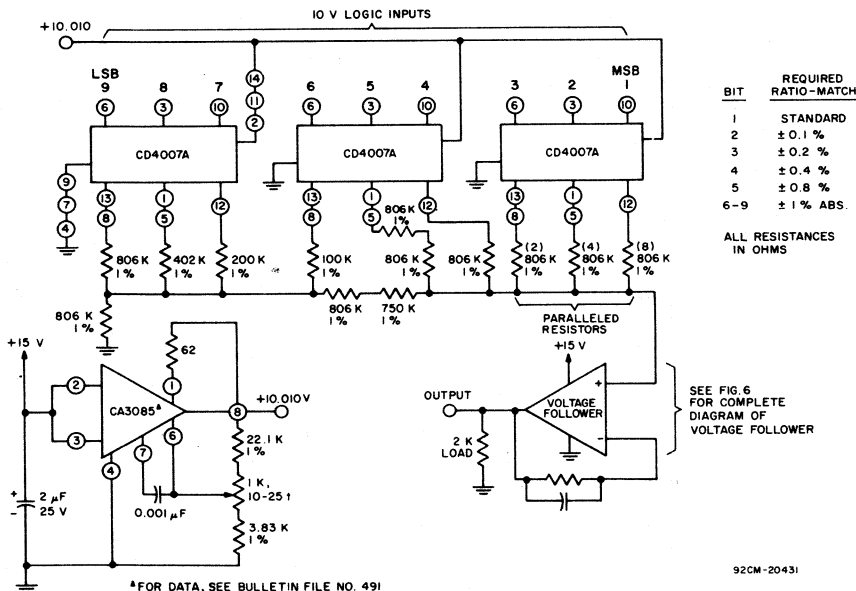 10 V LOGIC INPUTS
+10.010
LSB
9 8 7
6 5 4
MSB
3 2 1
6 3 10
14
11
2
6 3 10
6 3 10
CD4007A
CD4007A
CD4007A
9
7
4
13
8
1
5
12
13
8
1
5
12
13
8
1
5
12
806 K
1%
806 K
1%
402 K
1%
200 K
1%
100 K
1%
806 K
1%
806 K
1%
(2)
806 K
1%
(4)
806 K
1%
(8)
806 K
1%
806 K
1%
806 K
1%
750 K
1%
PARALLELED
RESISTORS
BIT
REQUIRED
RATIO-MATCH
1 STANDARD
2 ±0.1 %
3 ±0.2 %
4 ±0.4 %
5 ±0.8 %
6-9 ±1% ABS.
ALL RESISTANCES
IN OHMS
+15 V
62
1
2
3
CA3085▲
8
+10.010V
4
7
6
22.1 K
1%
1 K,
10-25 t
3.83 K
1%
0.001 μF
+
-
2 μF
25 V
+15 V
OUTPUT
VOLTAGE
FOLLOWER
+
-
2 K
LOAD
SEE FIG.6
FOR COMPLETE
DIAGRAM OF
VOLTAGE FOLLOWER
▲FOR DATA, SEE BULLETIN FILE NO. 491
92CM-20431